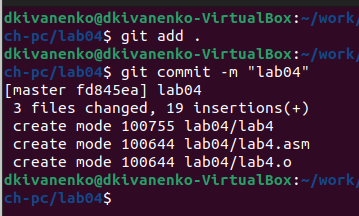 dkivanenko@dkivanenko-VirtualBox:~/work/
ch-pc/lab04$ git add .
dkivanenko@dkivanenko-VirtualBox:~/work/
ch-pc/lab04$ git commit -m "lab04"
[master fd845ea] lab04
 3 files changed, 19 insertions(+)
 create mode 100755 lab04/lab4
 create mode 100644 lab04/lab4.asm
 create mode 100644 lab04/lab4.o
dkivanenko@dkivanenko-VirtualBox:~/work/
ch-pc/lab04$